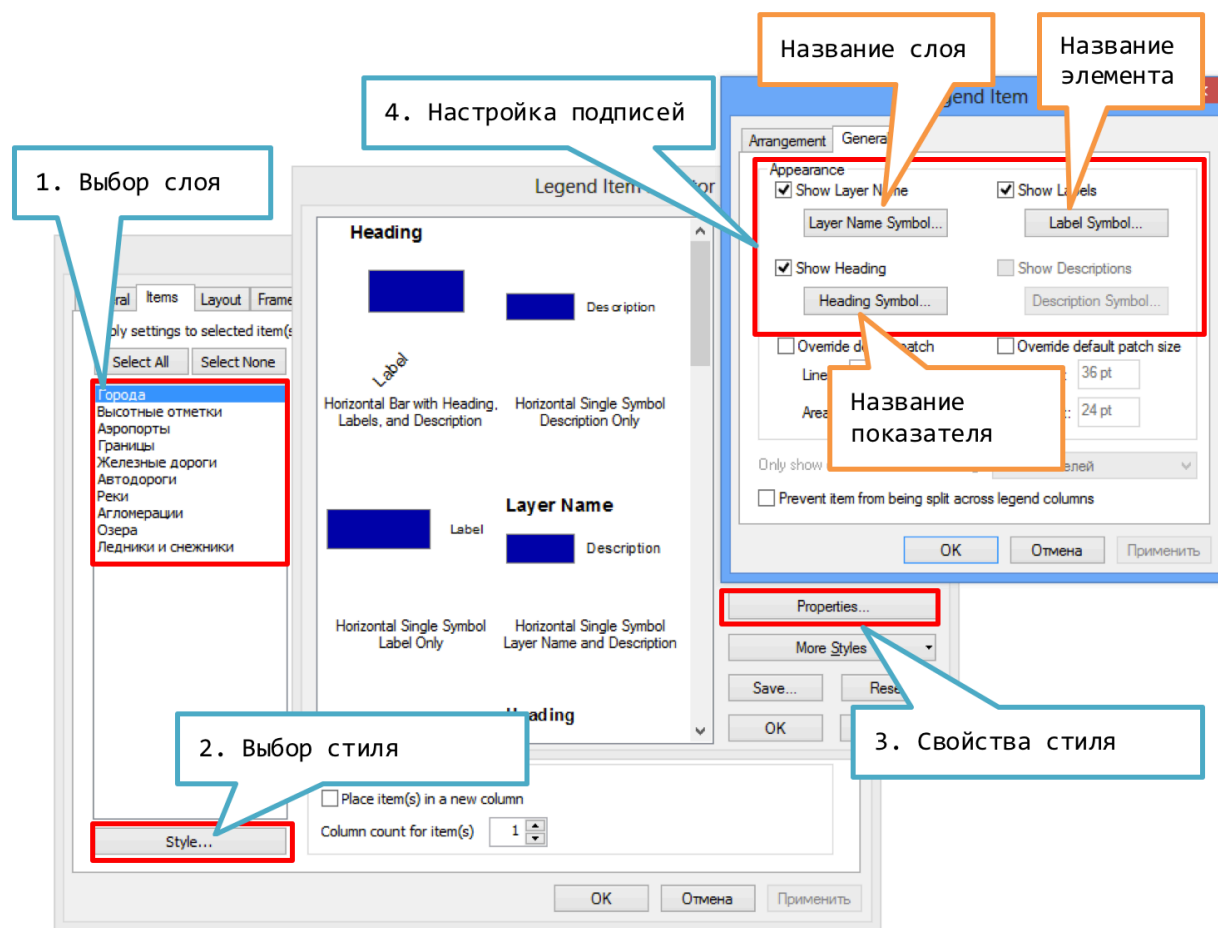 Название слоя
Название
элемента
4. Настройка подписей
1. Выбор слоя
Legend Item
Arrangement
General
Appearance
Show Layer Name
Show Labels
Layer Name Symbol...
Label Symbol...
Show Heading
Show Descriptions
Heading Symbol...
Description Symbol...
Override default patch size
36 pt
24 pt
Название
показателя
Only show
Prevent item from being split across legend columns
OK
Отмена
Применить
Legend Item
Heading
Description
Label
Horizontal Bar with Heading,
Labels, and Description
Horizontal Single Symbol
Description Only
Label
Layer Name
Description
Horizontal Single Symbol
Label Only
Horizontal Single Symbol
Layer Name and Description
Heading
Items
Layout
Frame
settings to selected item(s
Select All
Select None
Города
Высотные отметки
Аэропорты
Границы
Железные дороги
Автодороги
Реки
Агломерации
Озера
Ледники и снежники
Properties...
More Styles
Save...
OK
2. Выбор стиля
3. Свойства стиля
Place item(s) in a new column
Column count for item(s)
1
Style...
OK
Отмена
Применить